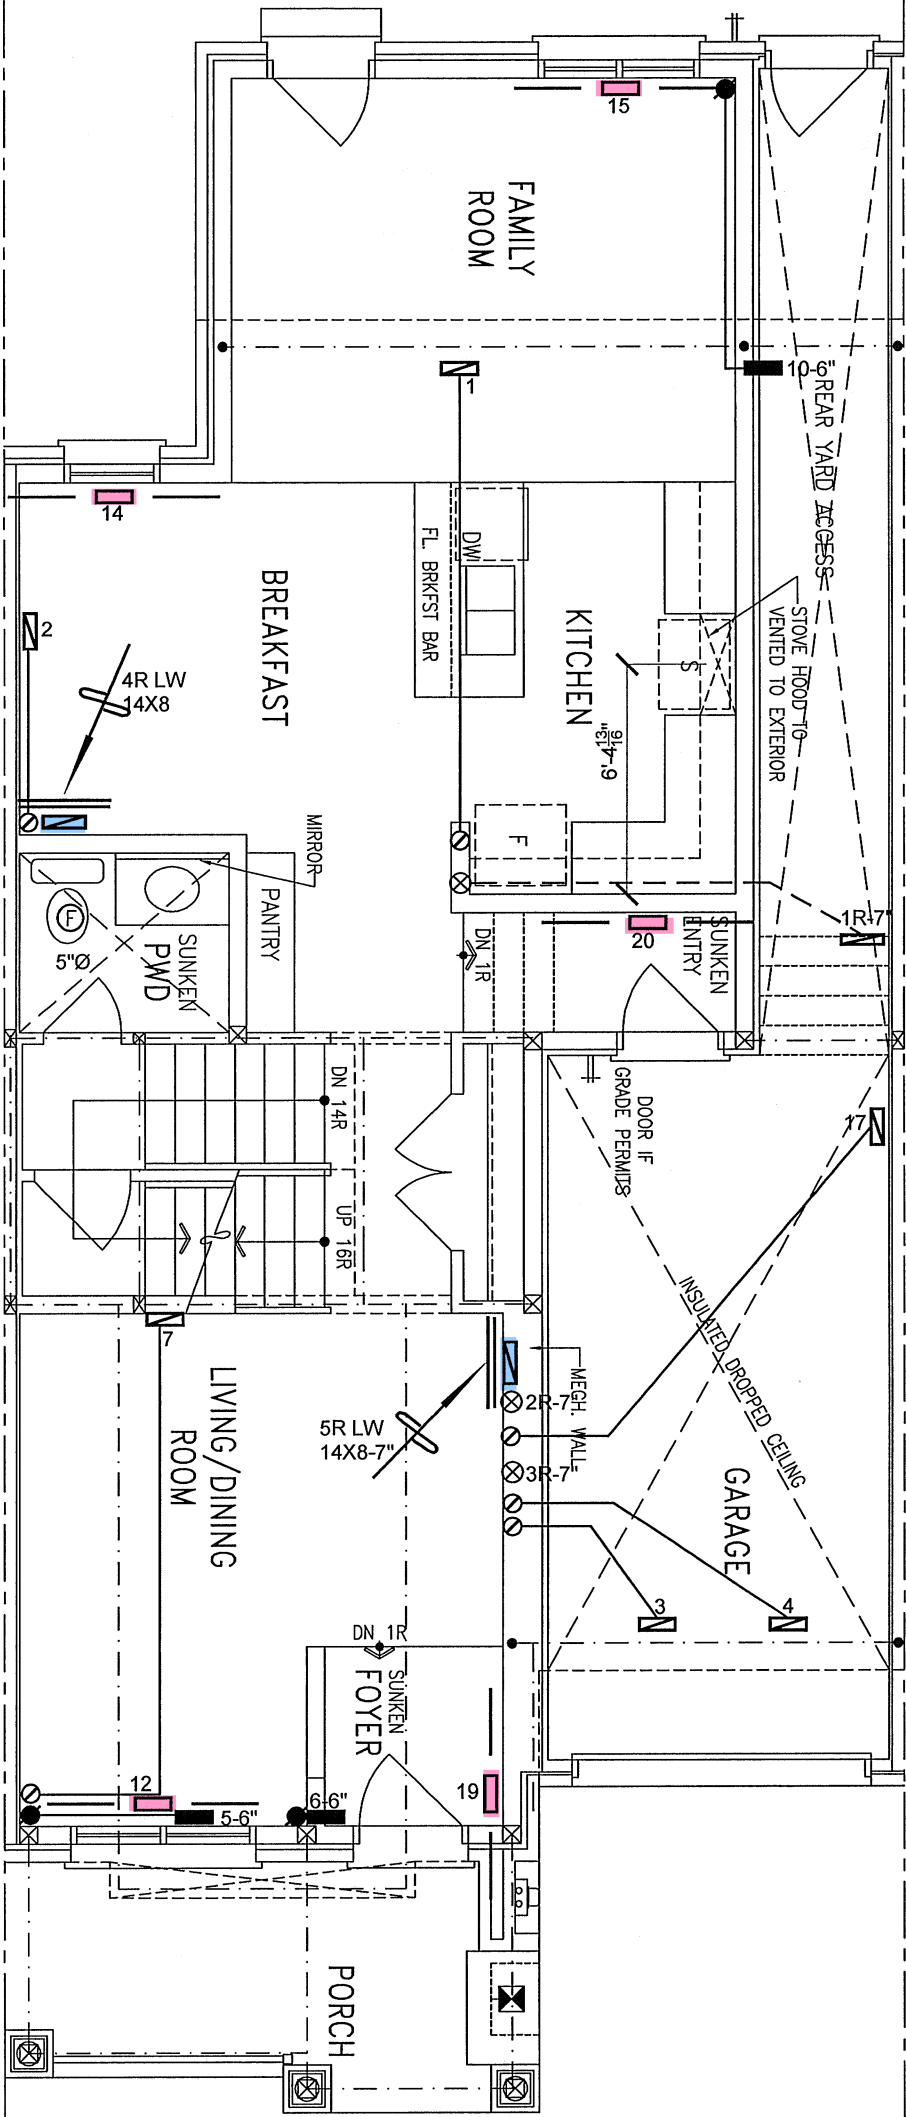 15
FAMILY
ROOM
10-6"
1
REAR YARD ACCESS
14
DW
FL. BRKFST BAR
BREAKFAST
KITCHEN
S
STOVE HOOD TO
VENTED TO EXTERIOR
2
4R LW
14X8
6'-4 13/16"
F
MIRROR
PANTRY
1R-7"
20
SUNKEN
ENTRY
DN 1R
F
5"Ø
SUNKEN
PWD
DN 14R
UP 16R
DOOR IF
GRADE PERMITS
17
INSULATED DROPPED CEILING
7
LIVING/DINING
ROOM
MECH. WALL
2R-7"
5R LW
14X8-7"
3R-7"
GARAGE
3
4
DN 1R
SUNKEN
FOYER
12
5-6"
6-6"
19
PORCH